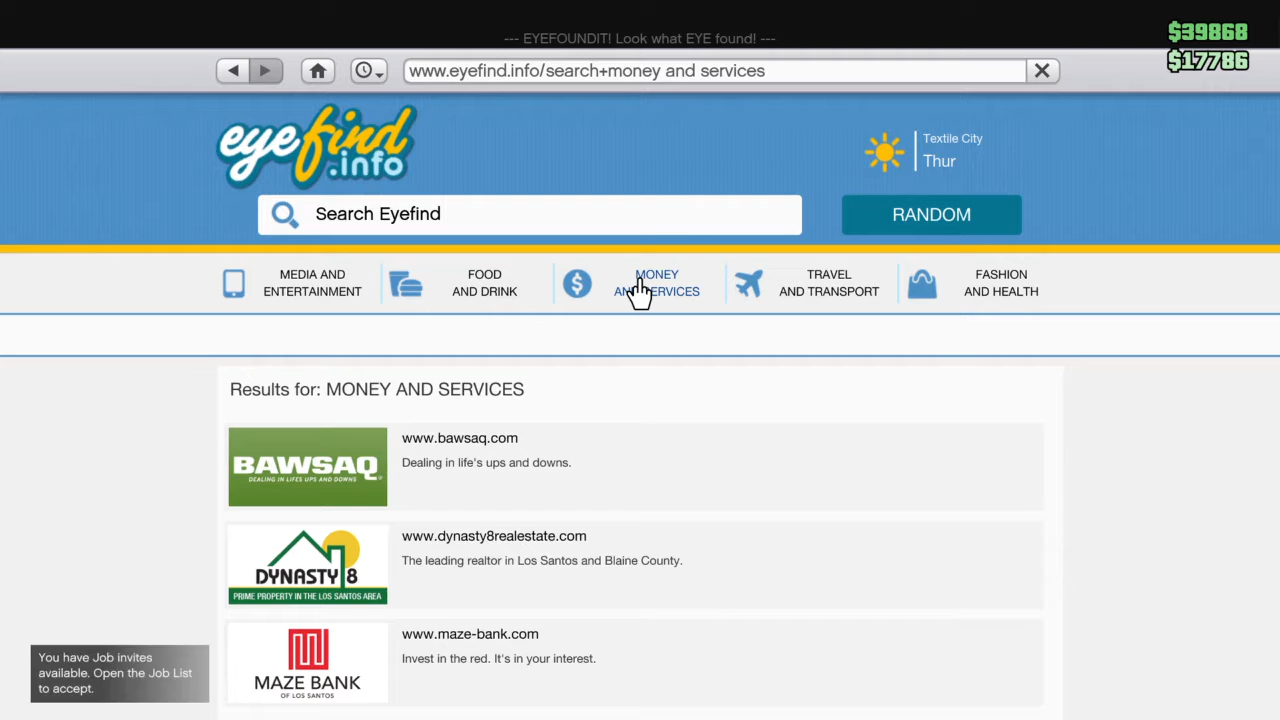 --- EYEFOUNDIT! Look what EYE found! ---
$39868
$17786
www.eyefind.info/search+money and services
eyefind
.info
Textile City
Thur
Search Eyefind
RANDOM
MEDIA AND
ENTERTAINMENT
FOOD
AND DRINK
MONEY
AND SERVICES
TRAVEL
AND TRANSPORT
FASHION
AND HEALTH
Results for: MONEY AND SERVICES
BAWSAQ
DEALING IN LIFES UPS AND DOWNS
www.bawsaq.com
Dealing in life's ups and downs.
DYNASTY 8
PRIME PROPERTY IN THE LOS SANTOS AREA
www.dynasty8realestate.com
The leading realtor in Los Santos and Blaine County.
MAZE BANK
OF LOS SANTOS
www.maze-bank.com
Invest in the red. It's in your interest.
You have Job invites
available. Open the Job List
to accept.